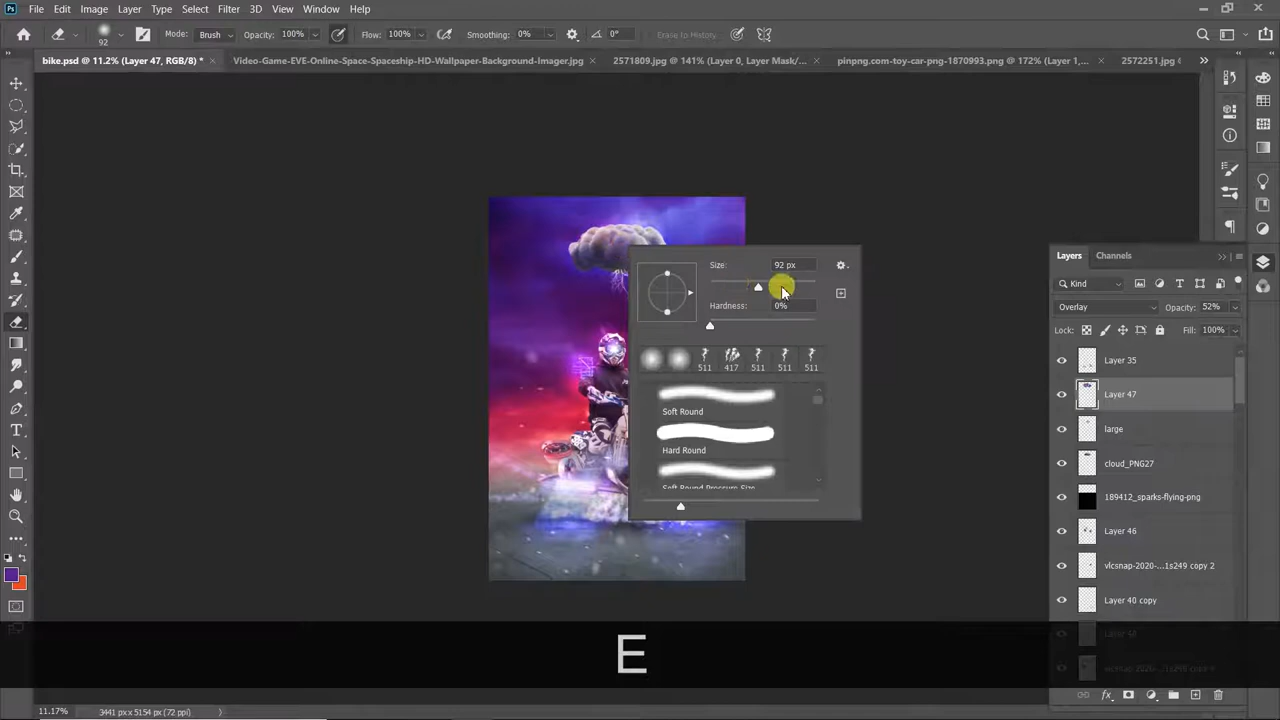 Ps File Edit Image Layer Type Select Filter 3D View Window Help
92 Mode: Brush Opacity: 100% Flow: 100% Smoothing: 0% 0° Erase to History
bike.psd @ 11.2% (Layer 47, RGB/8) * Video-Game-EVE-Online-Space-Spaceship-HD-Wallpaper-Background-Imager.jpg 2571809.jpg @ 141% (Layer 0, Layer Mask/... pinpng.com-toy-car-png-1870993.png @ 172% (Layer 1,... 2572251.jpg
Size: 92 px
Hardness: 0%
511 417 511 511 511
Soft Round
Hard Round
Soft Round Pressure Size
Layers Channels
Kind
Overlay Opacity: 52%
Lock: Fill: 100%
Layer 35
Layer 47
large
cloud_PNG27
189412_sparks-flying-png
Layer 46
vlcsnap-2020-...1s249 copy 2
Layer 40 copy
E
11.17% 3441 px x 5154 px (72 ppi)